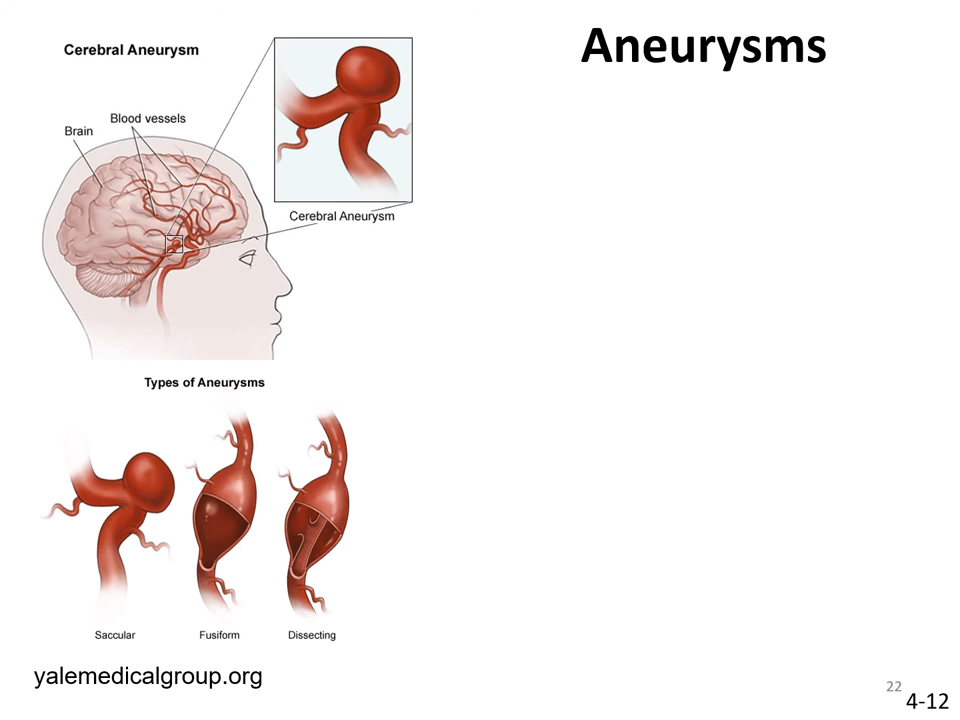 Aneurysms
Cerebral Aneurysm
Blood vessels
Brain
Cerebral Aneurysm
Types of Aneurysms
Saccular
Fusiform
Dissecting
yalemedicalgroup.org
22
4-12